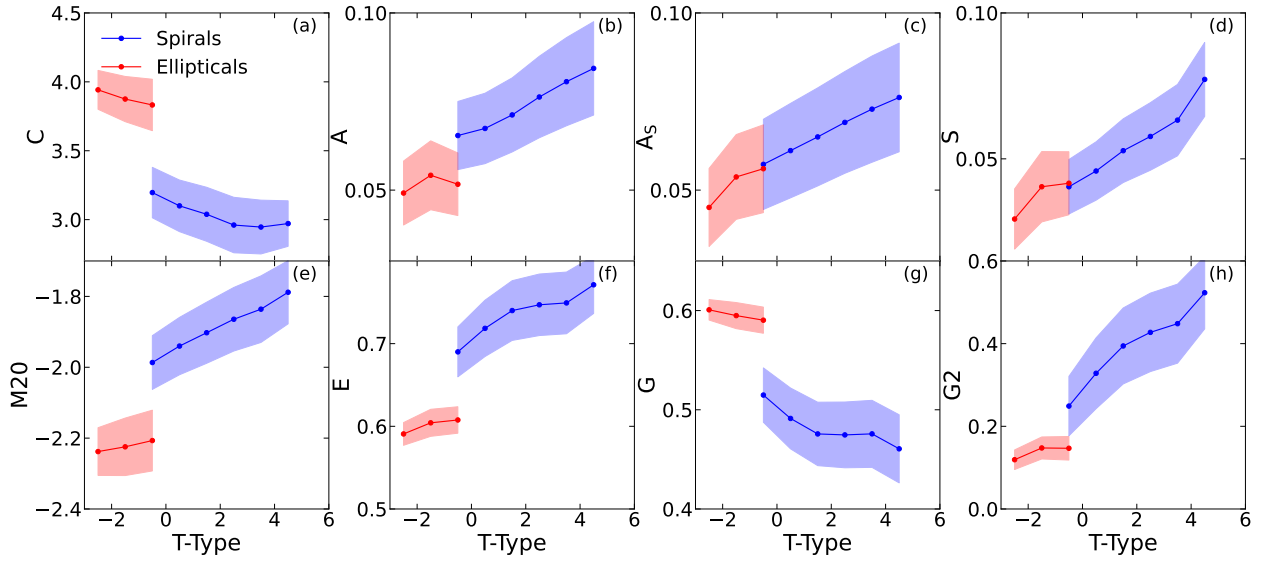 4.5
4.0
3.5
3.0
C
(a)
Spirals
Ellipticals
0.10
0.05
A
(b)
0.10
0.05
As
(c)
0.10
0.05
S
(d)
−1.8
−2.0
−2.2
−2.4
M20
(e)
−2 0 2 4 6
T-Type
0.7
0.6
0.5
E
(f)
−2 0 2 4 6
T-Type
0.6
0.5
0.4
G
(g)
−2 0 2 4 6
T-Type
0.6
0.4
0.2
0.0
G2
(h)
−2 0 2 4 6
T-Type